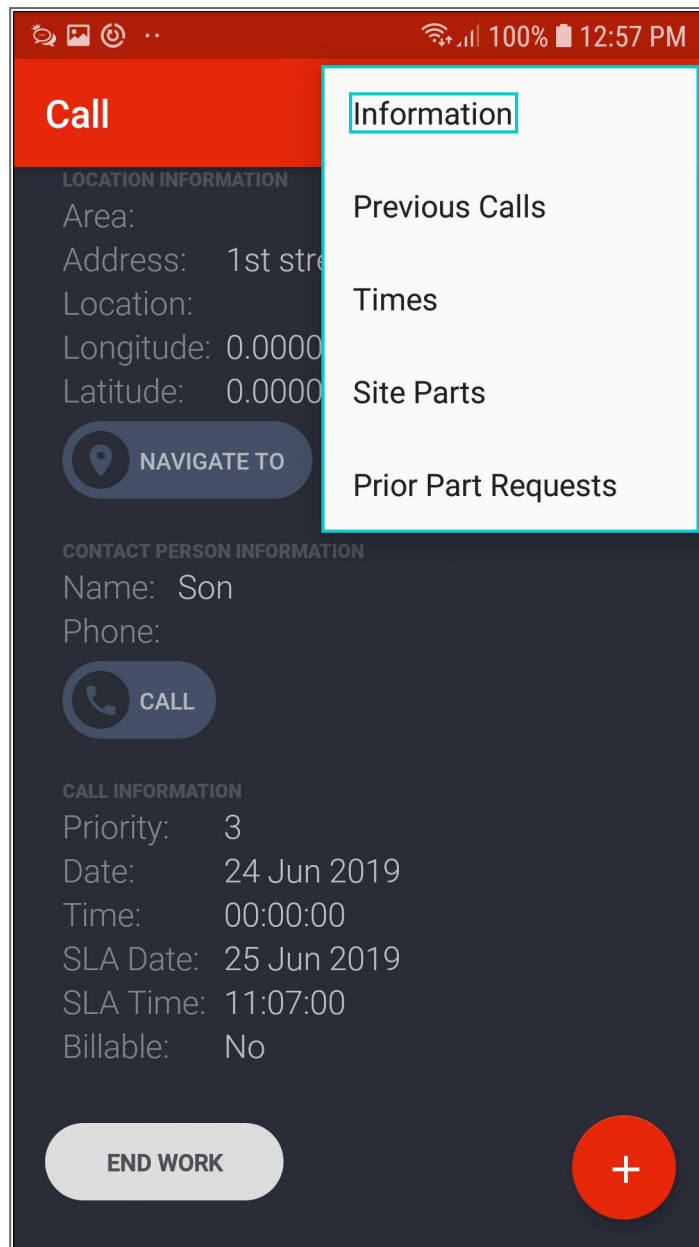 100% 12:57 PM
Call
Information
Previous Calls
Times
Site Parts
Prior Part Requests
LOCATION INFORMATION
Area:
Address: 1st stre
Location:
Longitude: 0.0000
Latitude: 0.0000
NAVIGATE TO
CONTACT PERSON INFORMATION
Name: Son
Phone:
CALL
CALL INFORMATION
Priority: 3
Date: 24 Jun 2019
Time: 00:00:00
SLA Date: 25 Jun 2019
SLA Time: 11:07:00
Billable: No
END WORK
+